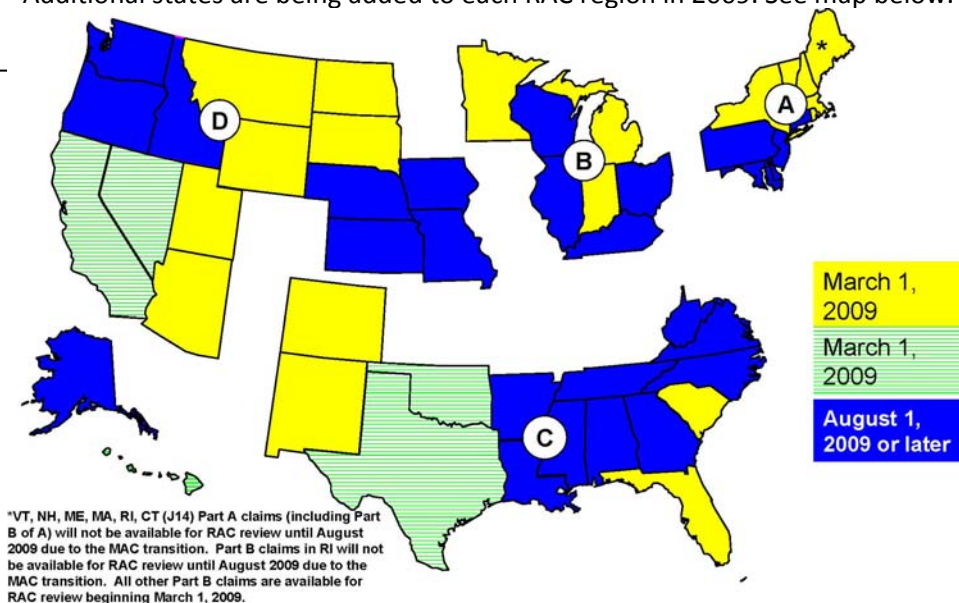 Additional states are being added to each RAC region in 2009. See map below.
*
A
D
B
March 1,
2009
March 1,
2009
August 1,
2009 or later
C
*VT, NH, ME, MA, RI, CT (J14) Part A claims (including Part
B of A) will not be available for RAC review until August
2009 due to the MAC transition. Part B claims in RI will not
be available for RAC review until August 2009 due to the
MAC transition. All other Part B claims are available for
RAC review beginning March 1, 2009.